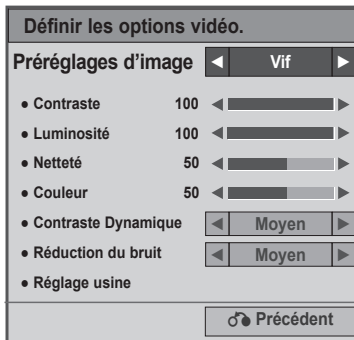 Définir les options vidéo.
Préréglages d'image ◀ Vif ▶
● Contraste 100
● Luminosité 100
● Netteté 50
● Couleur 50
● Contraste Dynamique ◀ Moyen ▶
● Réduction du bruit ◀ Moyen ▶
● Réglage usine
Précédent